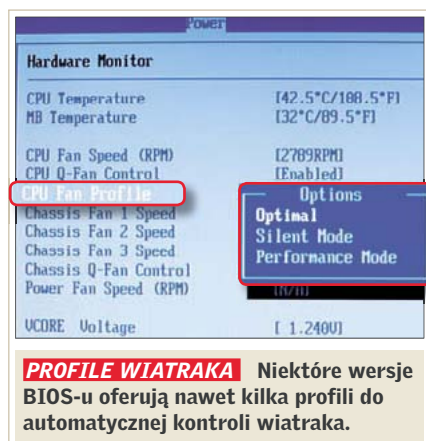 Power
Hardware Monitor
CPU Temperature [42.5°C/108.5°F]
MB Temperature [32°C/89.5°F]
CPU Fan Speed (RPM) [2789RPM]
CPU Q-Fan Control [Enabled]
CPU Fan Profile
Options
Chassis Fan 1 Speed Optimal
Chassis Fan 2 Speed Silent Mode
Chassis Fan 3 Speed Performance Mode
Chassis Q-Fan Control
Power Fan Speed (RPM) [N/A]
VCORE Voltage [ 1.240V]
PROFILE WIATRAKA Niektóre wersje
BIOS-u oferują nawet kilka profili do
automatycznej kontroli wiatraka.